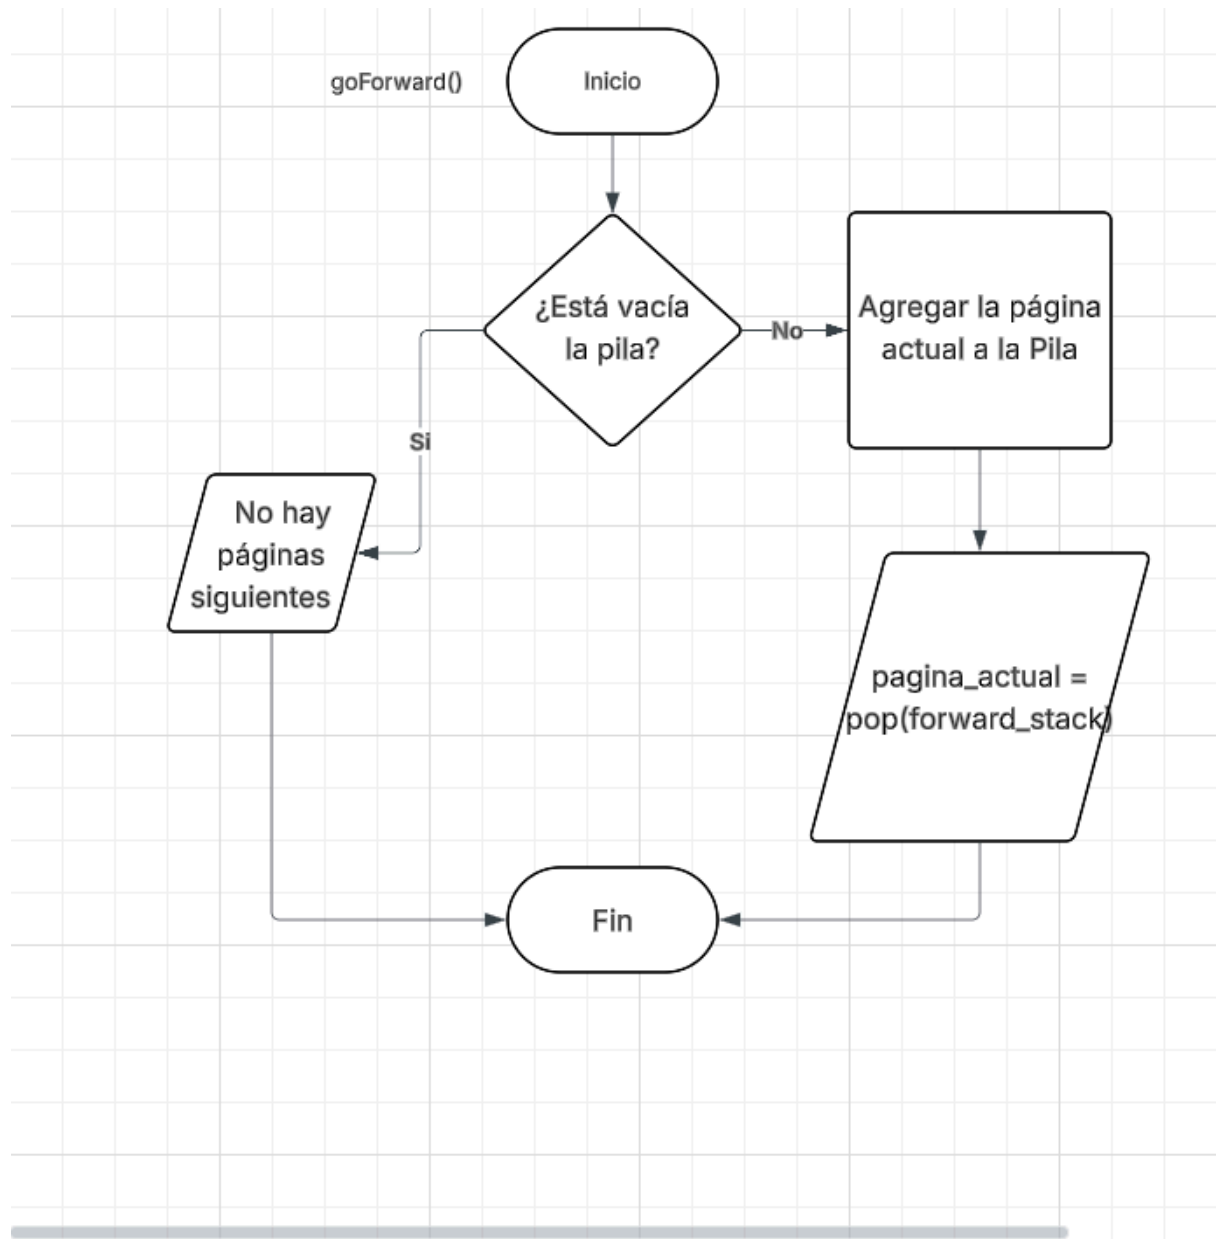 goForward()
Inicio
¿Está vacía
la pila?
No
Agregar la página
actual a la Pila
Si
No hay
páginas
siguientes
pagina_actual =
pop(forward_stack)
Fin